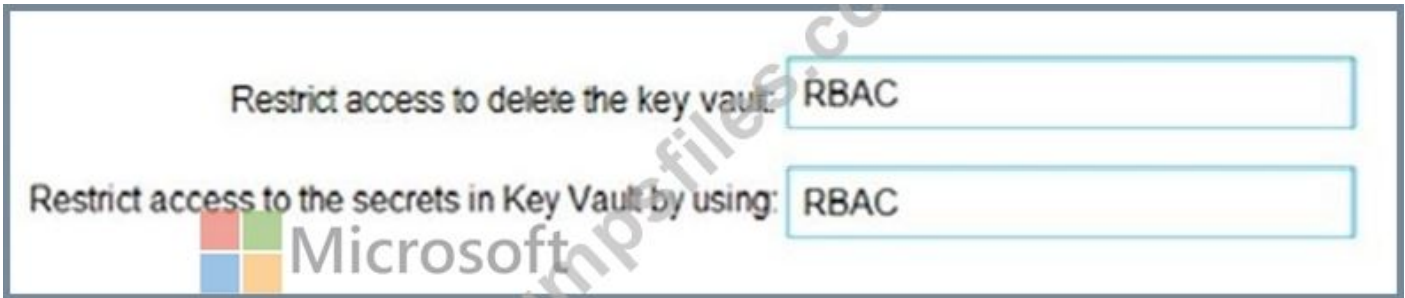 Restrict access to delete the key vault: RBAC
Restrict access to the secrets in Key Vault by using: RBAC
Microsoft